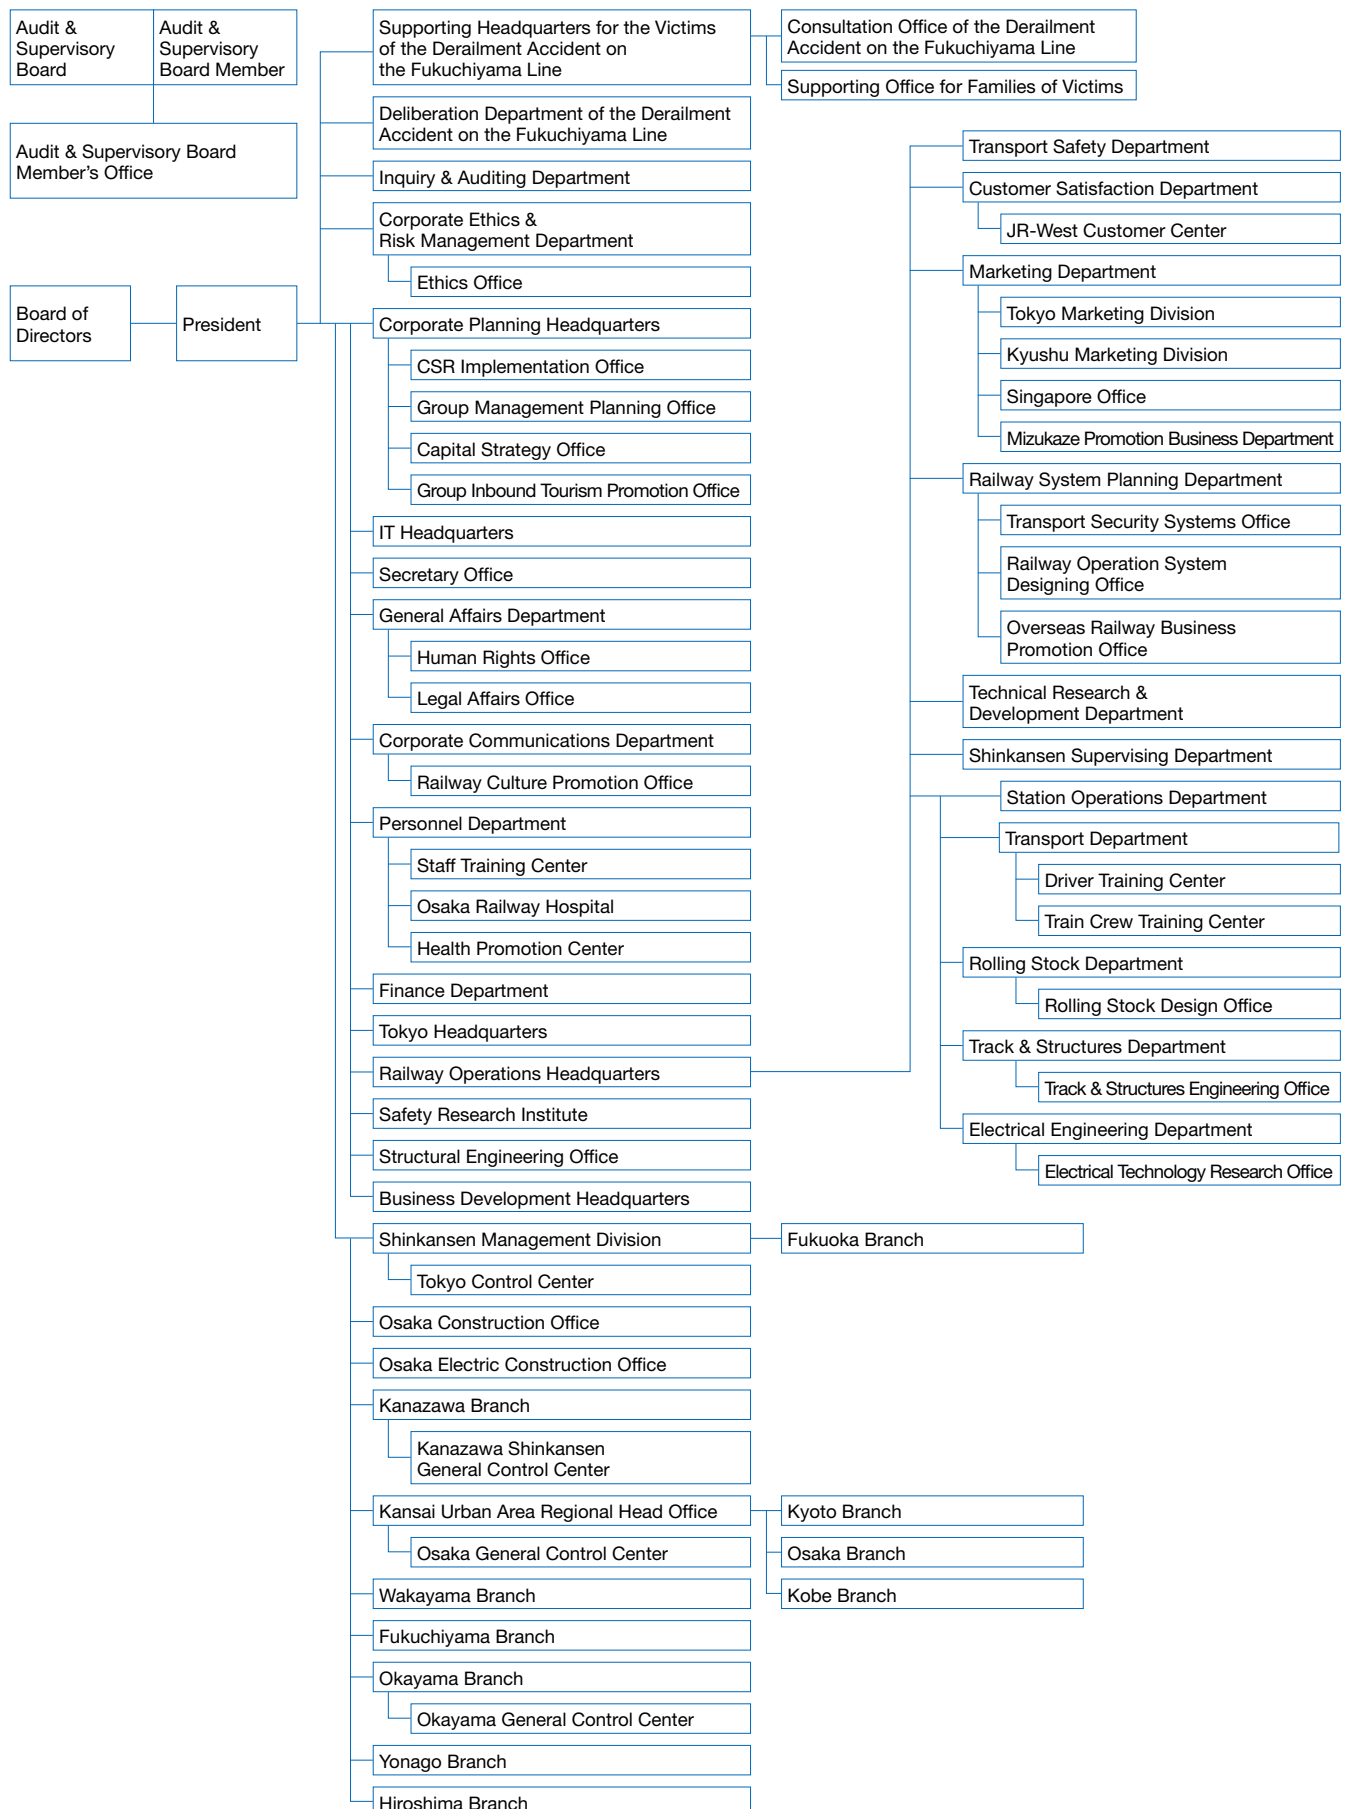 Audit &
Supervisory
Board
Audit &
Supervisory
Board Member
Audit & Supervisory Board
Member’s Office
Board of
Directors
President
Supporting Headquarters for the Victims
of the Derailment Accident on
the Fukuchiyama Line
Consultation Office of the Derailment
Accident on the Fukuchiyama Line
Supporting Office for Families of Victims
Deliberation Department of the Derailment
Accident on the Fukuchiyama Line
Inquiry & Auditing Department
Corporate Ethics &
Risk Management Department
Ethics Office
Corporate Planning Headquarters
CSR Implementation Office
Group Management Planning Office
Capital Strategy Office
Group Inbound Tourism Promotion Office
IT Headquarters
Secretary Office
General Affairs Department
Human Rights Office
Legal Affairs Office
Corporate Communications Department
Railway Culture Promotion Office
Personnel Department
Staff Training Center
Osaka Railway Hospital
Health Promotion Center
Finance Department
Tokyo Headquarters
Railway Operations Headquarters
Safety Research Institute
Structural Engineering Office
Business Development Headquarters
Transport Safety Department
Customer Satisfaction Department
JR-West Customer Center
Marketing Department
Tokyo Marketing Division
Kyushu Marketing Division
Singapore Office
Mizukaze Promotion Business Department
Railway System Planning Department
Transport Security Systems Office
Railway Operation System
Designing Office
Overseas Railway Business
Promotion Office
Technical Research &
Development Department
Shinkansen Supervising Department
Station Operations Department
Transport Department
Driver Training Center
Train Crew Training Center
Rolling Stock Department
Rolling Stock Design Office
Track & Structures Department
Track & Structures Engineering Office
Electrical Engineering Department
Electrical Technology Research Office
Shinkansen Management Division
Fukuoka Branch
Tokyo Control Center
Osaka Construction Office
Osaka Electric Construction Office
Kanazawa Branch
Kanazawa Shinkansen
General Control Center
Kansai Urban Area Regional Head Office
Osaka General Control Center
Kyoto Branch
Osaka Branch
Kobe Branch
Wakayama Branch
Fukuchiyama Branch
Okayama Branch
Okayama General Control Center
Yonago Branch
Hiroshima Branch